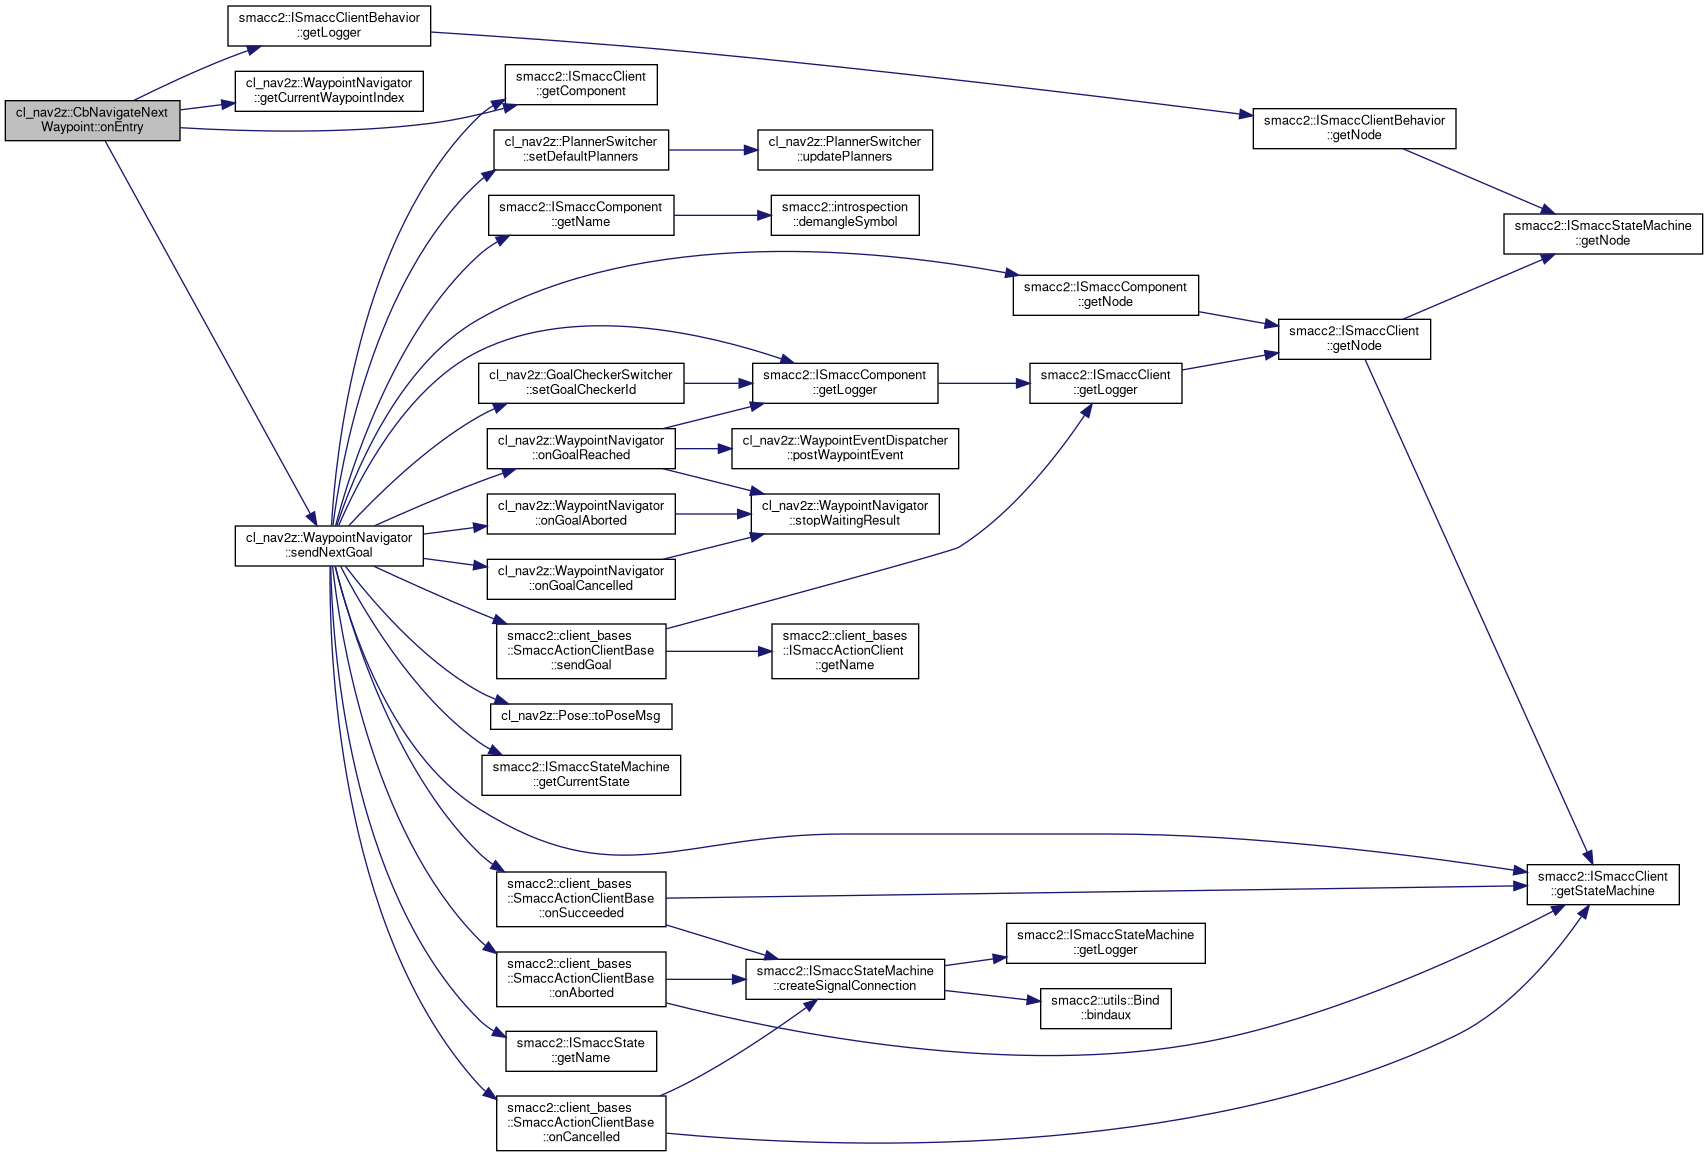 smacc2::ISmaccClientBehavior
::getLogger
cl_nav2z::WaypointNavigator
::getCurrentWaypointIndex
cl_nav2z::CbNavigateNext
Waypoint::onEntry
smacc2::ISmaccClient
::getComponent
smacc2::ISmaccClientBehavior
::getNode
cl_nav2z::PlannerSwitcher
::setDefaultPlanners
cl_nav2z::PlannerSwitcher
::updatePlanners
smacc2::ISmaccComponent
::getName
smacc2::introspection
::demangleSymbol
smacc2::ISmaccStateMachine
::getNode
smacc2::ISmaccComponent
::getNode
smacc2::ISmaccClient
::getNode
cl_nav2z::GoalCheckerSwitcher
::setGoalCheckerId
smacc2::ISmaccComponent
::getLogger
smacc2::ISmaccClient
::getLogger
cl_nav2z::WaypointNavigator
::onGoalReached
cl_nav2z::WaypointEventDispatcher
::postWaypointEvent
cl_nav2z::WaypointNavigator
::onGoalAborted
cl_nav2z::WaypointNavigator
::stopWaitingResult
cl_nav2z::WaypointNavigator
::sendNextGoal
cl_nav2z::WaypointNavigator
::onGoalCancelled
smacc2::client_bases
::SmaccActionClientBase
::sendGoal
smacc2::client_bases
::ISmaccActionClient
::getName
cl_nav2z::Pose::toPoseMsg
smacc2::ISmaccStateMachine
::getCurrentState
smacc2::client_bases
::SmaccActionClientBase
::onSucceeded
smacc2::ISmaccClient
::getStateMachine
smacc2::client_bases
::SmaccActionClientBase
::onAborted
smacc2::ISmaccStateMachine
::createSignalConnection
smacc2::ISmaccStateMachine
::getLogger
smacc2::utils::Bind
::bindaux
smacc2::ISmaccState
::getName
smacc2::client_bases
::SmaccActionClientBase
::onCancelled